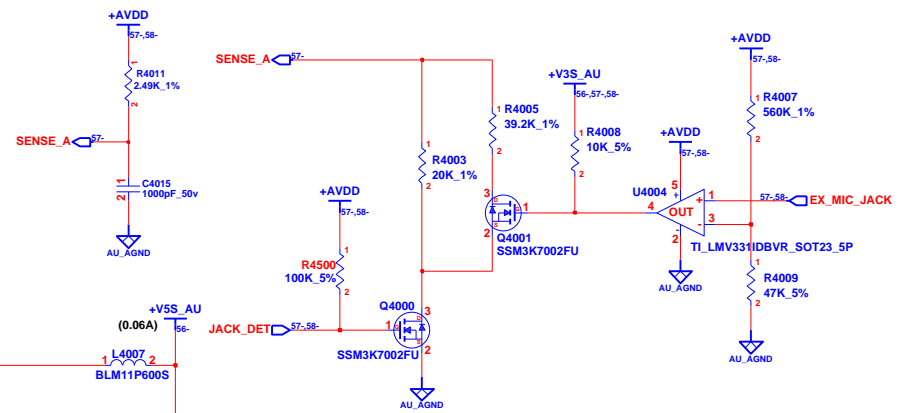 +AVDD
57-,58-
1
R4011
2.49K_1%
2
SENSE_A
57-
2 1
C4015
1000pF_50v
AU_AGND
SENSE_A
57-
1
R4003
20K_1%
2
1
R4005
39.2K_1%
2
+V3S_AU
56-,57-,58-
1
R4008
10K_5%
2
+AVDD
57-,58-
1
R4007
560K_1%
2
+AVDD
57-,58-
U4004
5
+
4
OUT
+
1
-
3
-
2
57-,58-
EX_MIC_JACK
TI_LMV331IDBVR_SOT23_5P
AU_AGND
1
R4009
47K_5%
2
AU_AGND
3
D
G
1
S
2
Q4001
SSM3K7002FU
+AVDD
57-,58-
1
R4500
100K_5%
2
JACK_DET
57-,58-
Q4000
3
D
1
G
S
2
SSM3K7002FU
AU_AGND
+V5S_AU
(0.06A)
56-
L4007
1 2
BLM11P600S